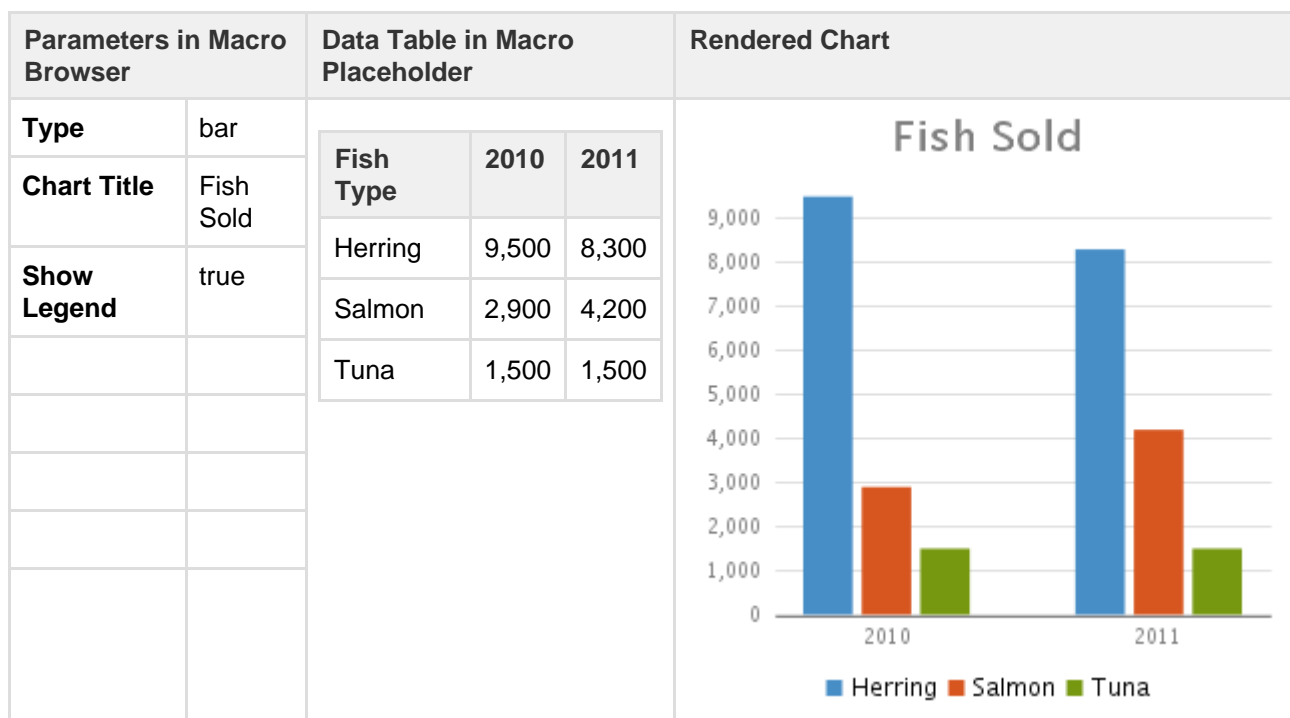 Parameters in Macro Browser
Data Table in Macro Placeholder
Rendered Chart
Type bar
Chart Title Fish Sold
Show Legend true
Fish Type 2010 2011
Herring 9,500 8,300
Salmon 2,900 4,200
Tuna 1,500 1,500
Fish Sold
9,000
8,000
7,000
6,000
5,000
4,000
3,000
2,000
1,000
0
2010 2011
Herring Salmon Tuna